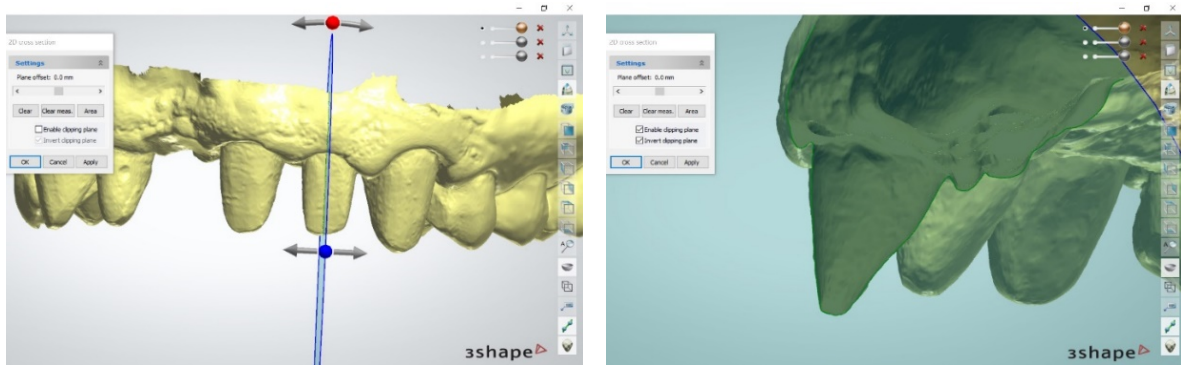 2D cross section
Settings
Plane offset: 0.0 mm
Clear
Clear meas.
Area
Enable clipping plane
Invert clipping plane
OK
Cancel
Apply
3shape
2D cross section
Settings
Plane offset: 0.0 mm
Clear
Clear meas.
Area
Enable clipping plane
Invert clipping plane
OK
Cancel
Apply
3shape